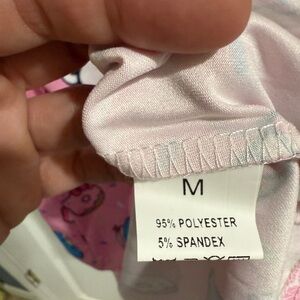 M
95% POLYESTER
5% SPANDEX